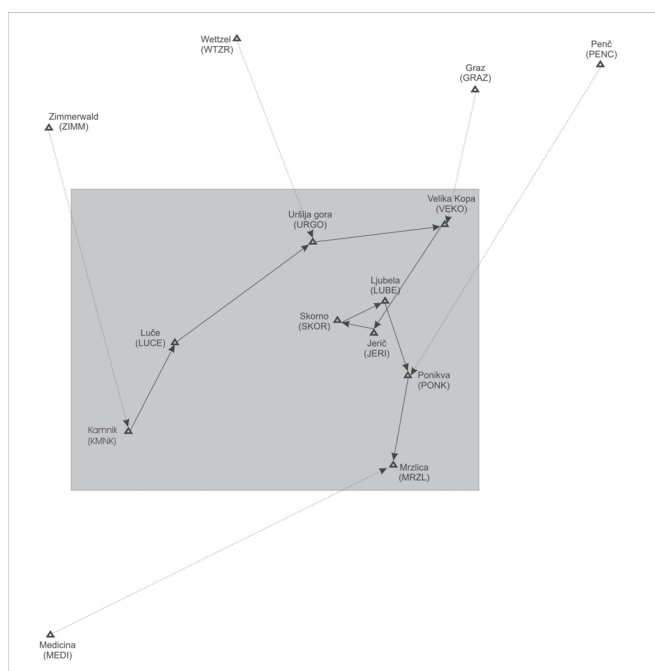 Wettzel
(WTZR)
Penč
(PENC)
Graz
(GRAZ)
Zimmerwald
(ZIMM)
Velika Kopa
(VEKO)
Uršlja gora
(URGO)
Ljubela
(LUBE)
Skorno
(SKOR)
Luče
(LUCE)
Jerič
(JERI)
Ponikva
(PONK)
Kamnik
(KMNK)
Mrzlica
(MRZL)
Medicina
(MEDI)